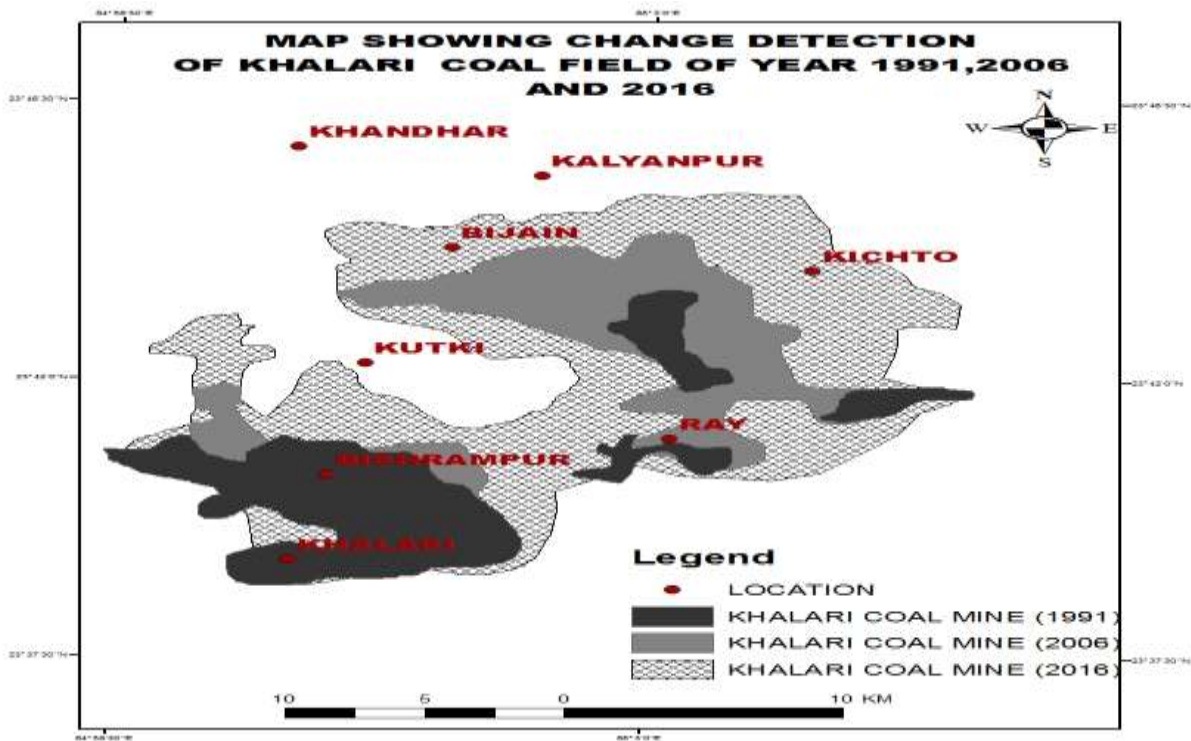 MAP SHOWING CHANGE DETECTION
OF KHALARI COAL FIELD OF YEAR 1991,2006
AND 2016
N
W
E
S
KHANDHAR
KALYANPUR
BIJAIN
KICHTO
KUTKI
RAY
BISHRAMPUR
KHALARI
Legend
LOCATION
KHALARI COAL MINE (1991)
KHALARI COAL MINE (2006)
KHALARI COAL MINE (2016)
10 5 0 10 KM